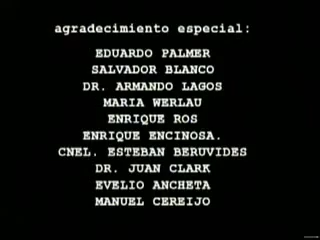 agradecimiento especial:
EDUARDO PALMER
SALVADOR BLANCO
DR. ARMANDO LAGOS
MARIA WERLAU
ENRIQUE ROS
ENRIQUE ENCINOSA.
CNEL. ESTEBAN BERUVIDES
DR. JUAN CLARK
EVELIO ANCHETA
MANUEL CEREIJO